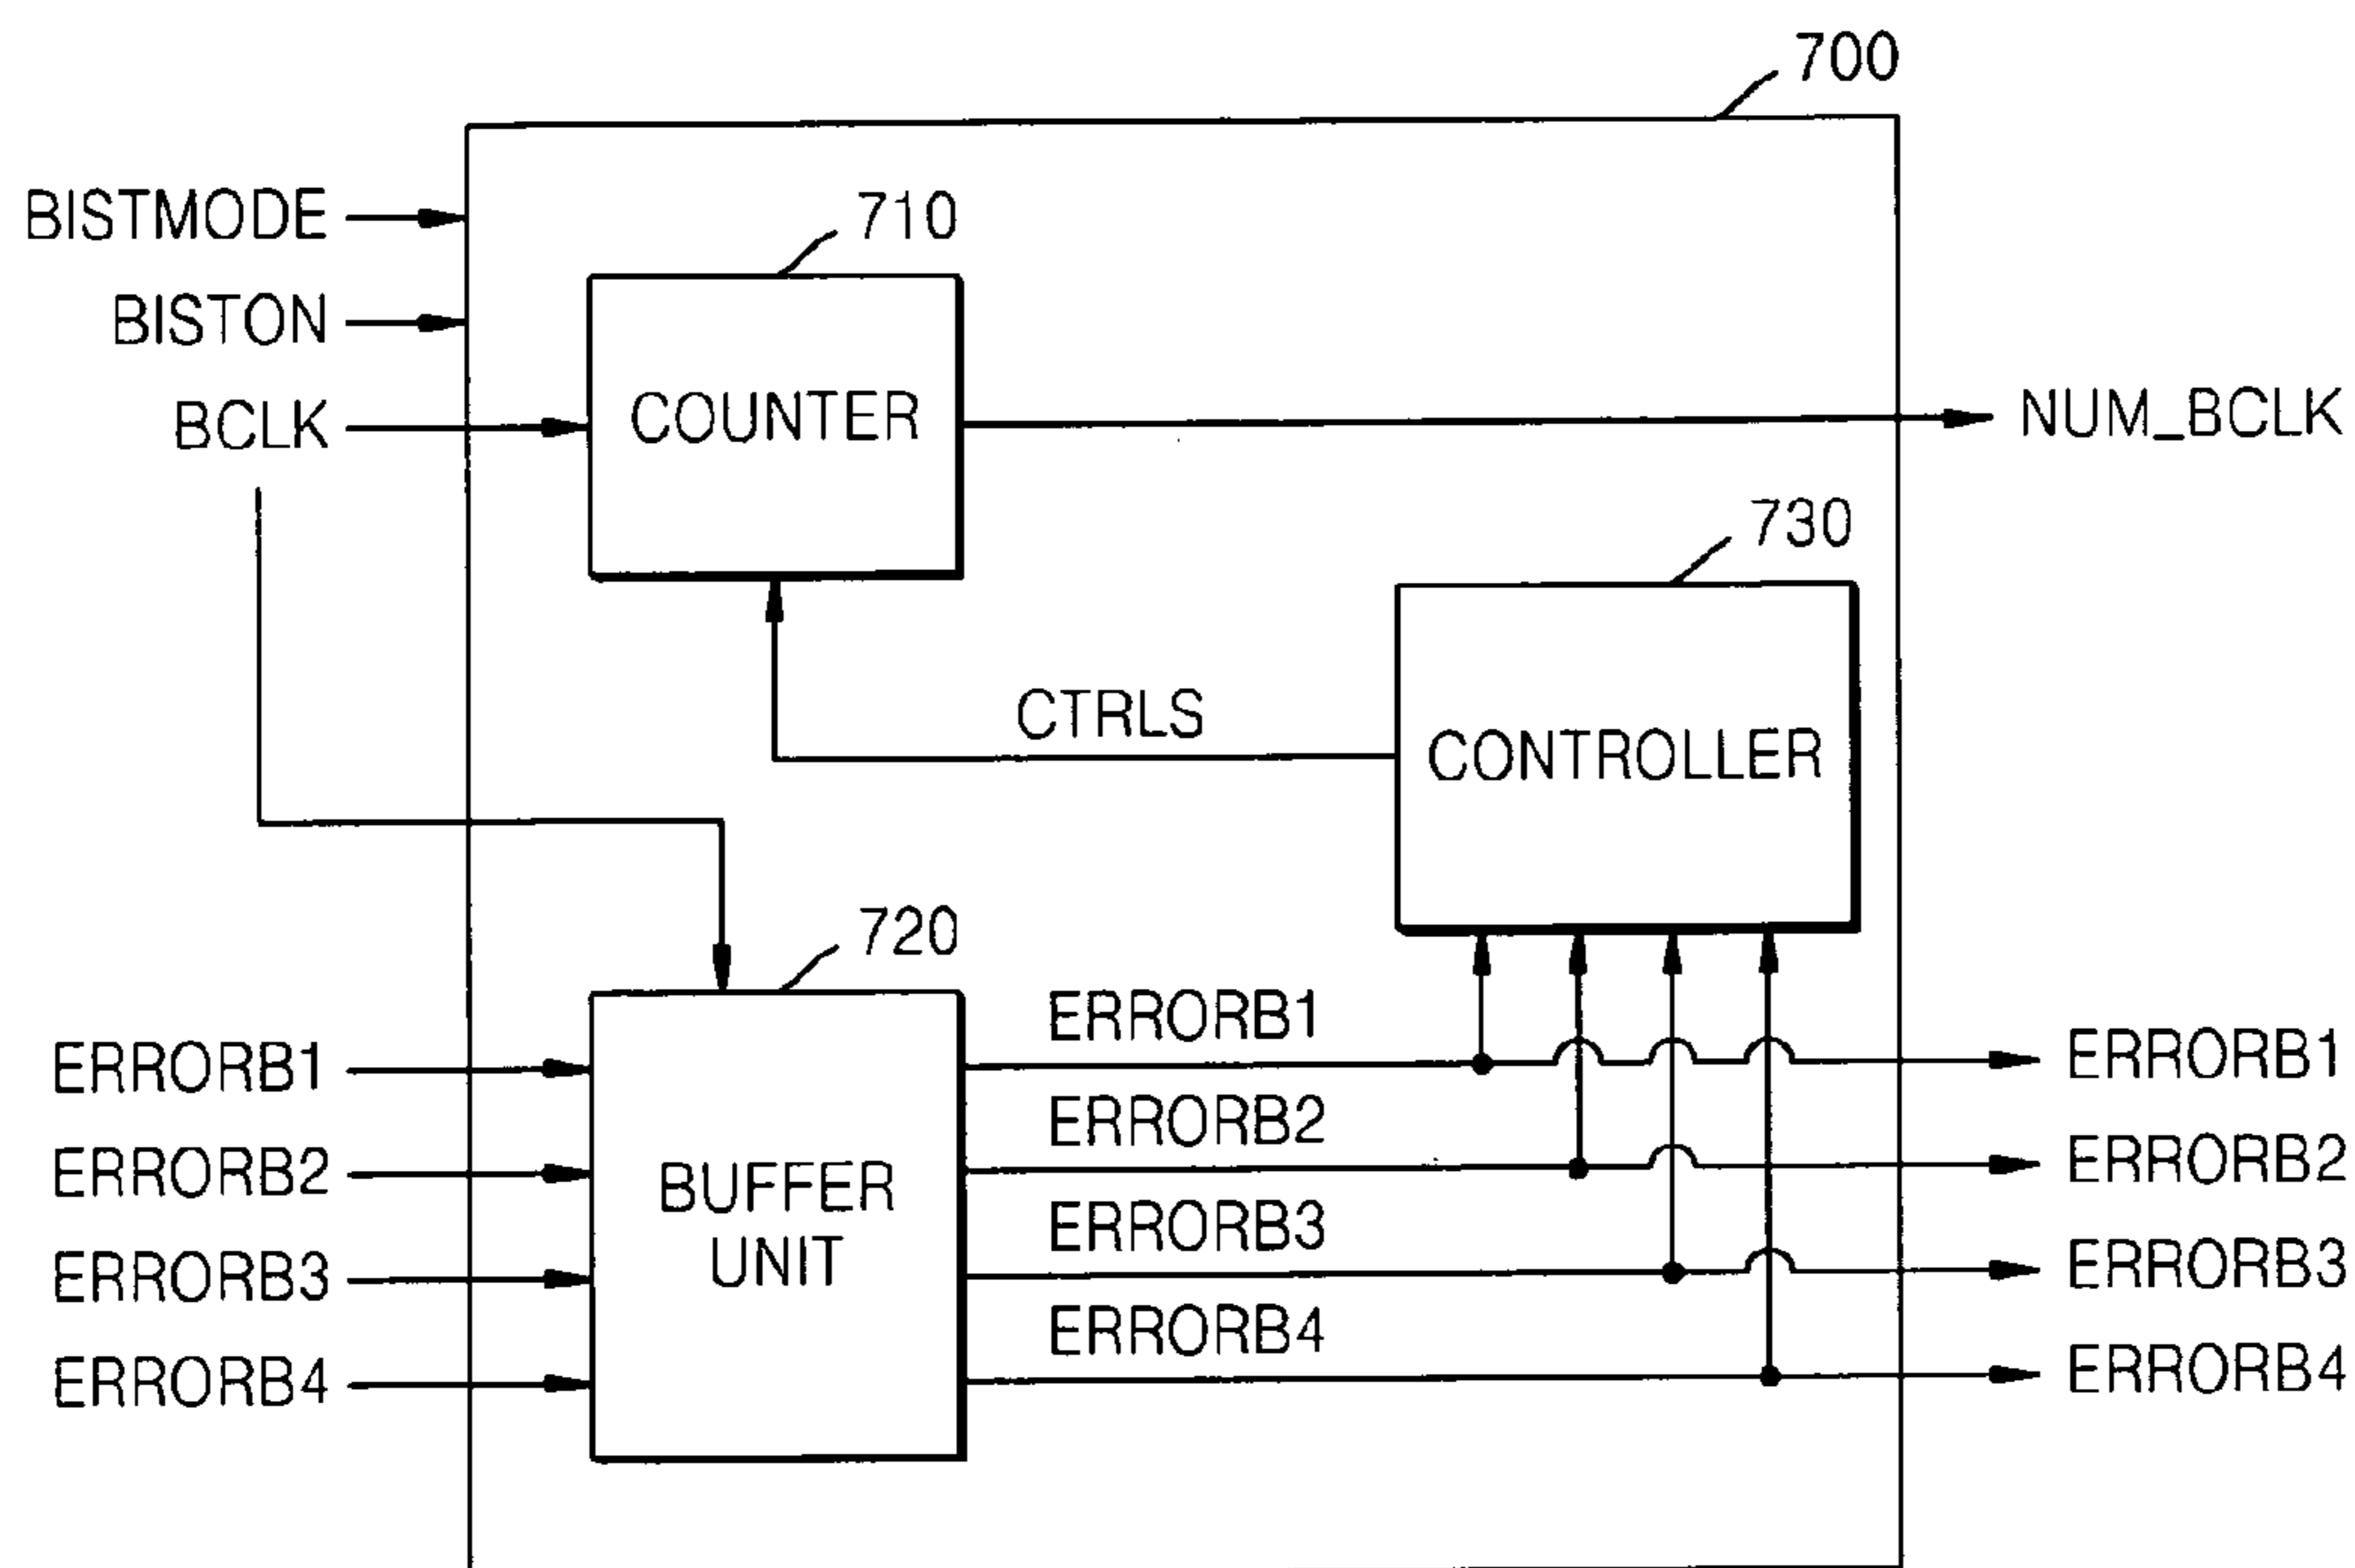 700
BISTMODE
710
BISTON
BCLK
COUNTER
NUM_BCLK
730
CTRLS
CONTROLLER
720
ERRORB1
ERRORB1
ERRORB1
ERRORB2
ERRORB2
ERRORB2
BUFFER
UNIT
ERRORB3
ERRORB3
ERRORB3
ERRORB4
ERRORB4
ERRORB4